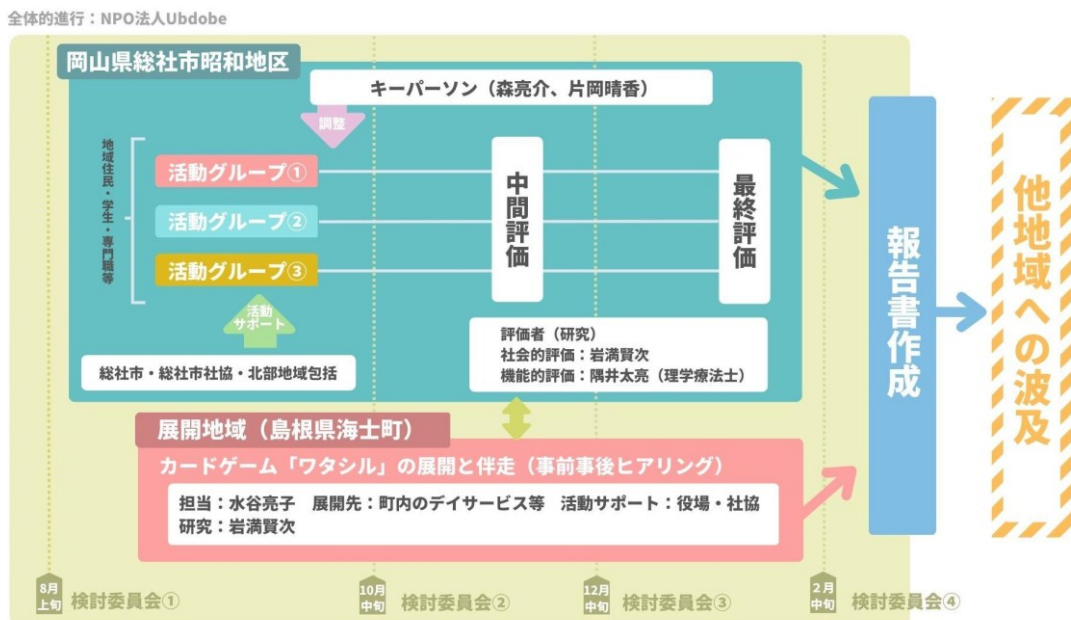 全体的進行：NPO法人Ubdobe
岡山県総社市昭和地区
キーパーソン（森亮介、片岡晴香）
調整
地域住民・学生・専門職等
活動グループ①
活動グループ②
活動グループ③
中間評価
最終評価
活動
サポート
総社市・総社市社協・北部地域包括
評価者（研究）
社会的評価：岩満賢次
機能的評価：隅井太亮（理学療法士）
報告書作成
他地域への波及
展開地域（島根県海士町）
カードゲーム「ワタシル」の展開と伴走（事前事後ヒアリング）
担当：水谷亮子　展開先：町内のデイサービス等　活動サポート：役場・社協
研究：岩満賢次
8月
上旬
検討委員会①
10月
中旬
検討委員会②
12月
中旬
検討委員会③
2月
中旬
検討委員会④